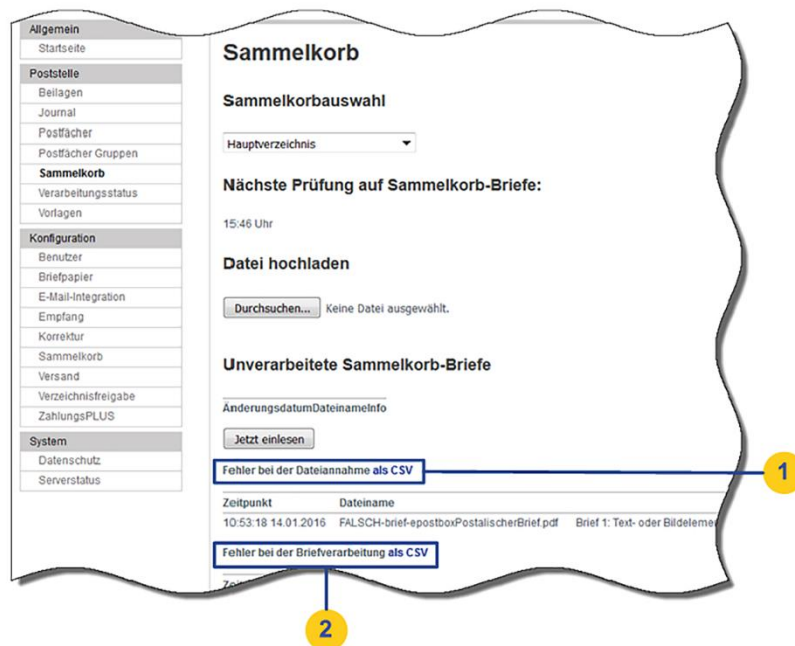 Allgemein
Startseite
Poststelle
Beilagen
Journal
Postfächer
Postfächer Gruppen
Sammelkorb
Verarbeitungsstatus
Vorlagen
Konfiguration
Benutzer
Briefpapier
E-Mail-Integration
Empfang
Korrektur
Sammelkorb
Versand
Verzeichnisfreigabe
ZahlungsPLUS
System
Datenschutz
Serverstatus
Sammelkorb
Sammelkorbauswahl
Hauptverzeichnis
Nächste Prüfung auf Sammelkorb-Briefe:
15:46 Uhr
Datei hochladen
Durchsuchen... Keine Datei ausgewählt.
Unverarbeitete Sammelkorb-Briefe
ÄnderungsdatumDateinameInfo
Jetzt einlesen
Fehler bei der Dateiannahme als CSV
1
Zeitpunkt Dateiname
10:53:18 14.01.2016 FALSCH-brief-epostboxPostalischerBrief.pdf Brief 1: Text- oder
Fehler bei der Briefverarbeitung als CSV
2